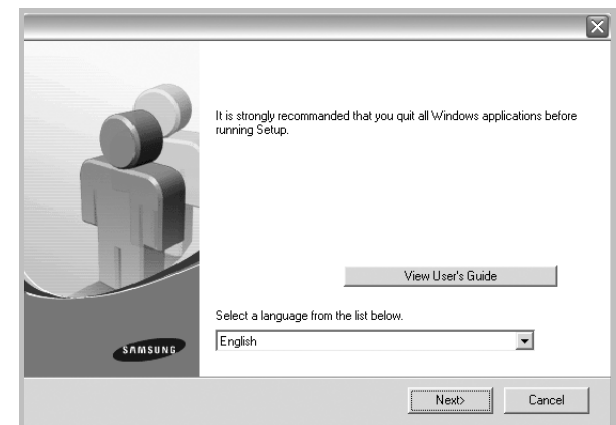 It is strongly recommanded that you quit all Windows applications before
running Setup.
View User's Guide
Select a language from the list below.
English
SAMSUNG
Next>
Cancel